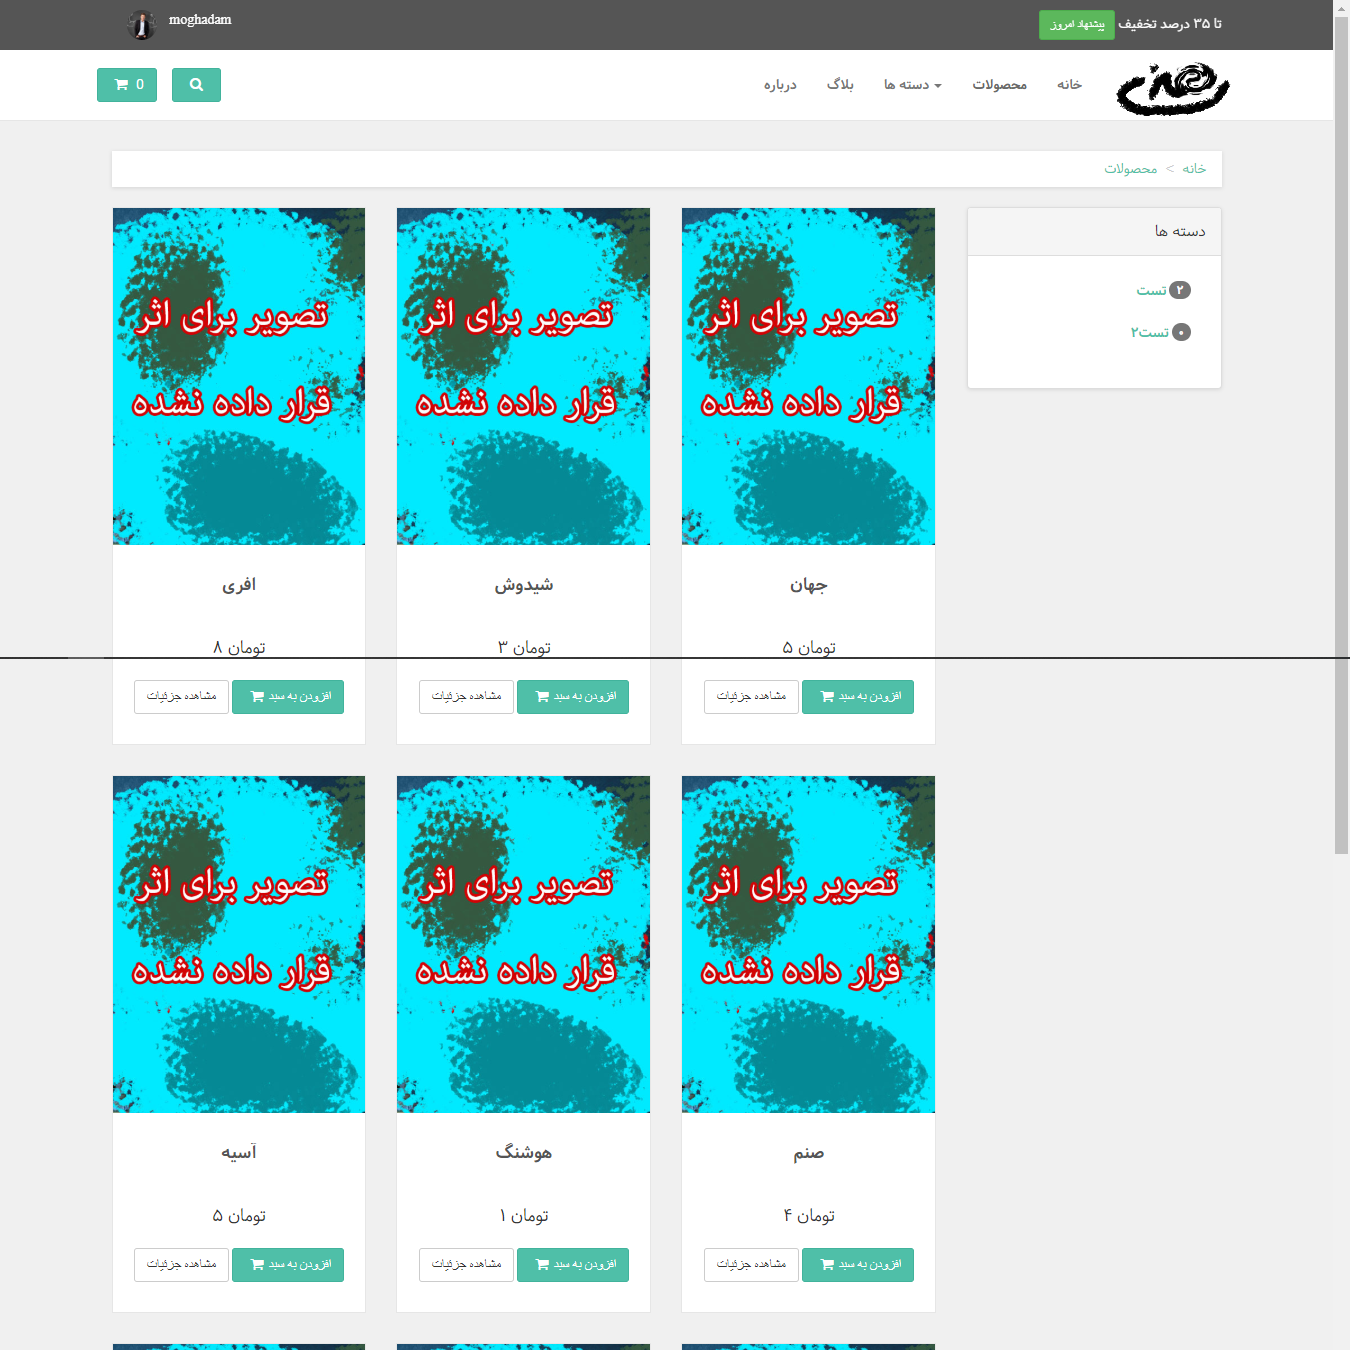 تا ۳۵ درصد تخفیف پیشنهاد امروز
moghadam
خانه محصولات دسته ها بلاگ درباره
0
خانه > محصولات
دسته ها
۲ تست
۰ تست۲
تصویر برای اثر
قرار داده نشده
جهان
تومان ۵
افزودن به سبد مشاهده جزئیات
تصویر برای اثر
قرار داده نشده
شیدوش
تومان ۳
افزودن به سبد مشاهده جزئیات
تصویر برای اثر
قرار داده نشده
افری
تومان ۸
افزودن به سبد مشاهده جزئیات
تصویر برای اثر
قرار داده نشده
صنم
تومان ۴
افزودن به سبد مشاهده جزئیات
تصویر برای اثر
قرار داده نشده
هوشنگ
تومان ۱
افزودن به سبد مشاهده جزئیات
تصویر برای اثر
قرار داده نشده
آسیه
تومان ۵
افزودن به سبد مشاهده جزئیات